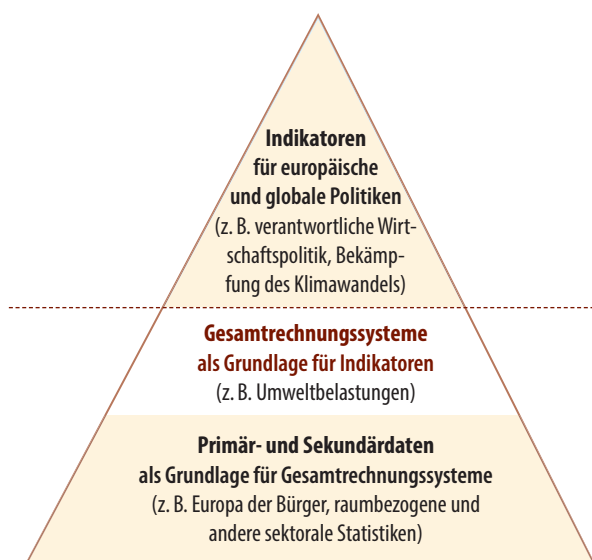 Indikatoren
für europäische
und globale Politiken
(z. B. verantwortliche Wirt-
schaftspolitik, Bekämp-
fung des Klimawandels)
Gesamtrechnungssysteme
als Grundlage für Indikatoren
(z. B. Umweltbelastungen)
Primär- und Sekundärdaten
als Grundlage für Gesamtrechnungssysteme
(z. B. Europa der Bürger, raumbezogene und
andere sektorale Statistiken)